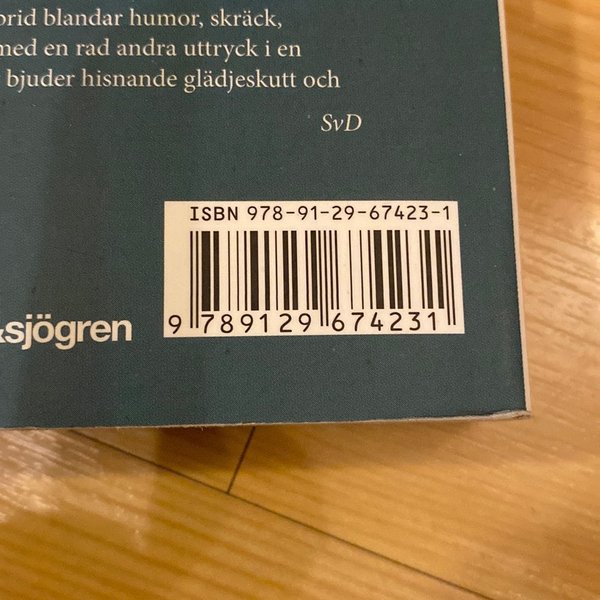 brid blandar humor, skräck,
med en rad andra uttryck i en
bjuder hisnande glädjeskutt och
SvD
ISBN 978-91-29-67423-1
&sjögren
9 789129 674231